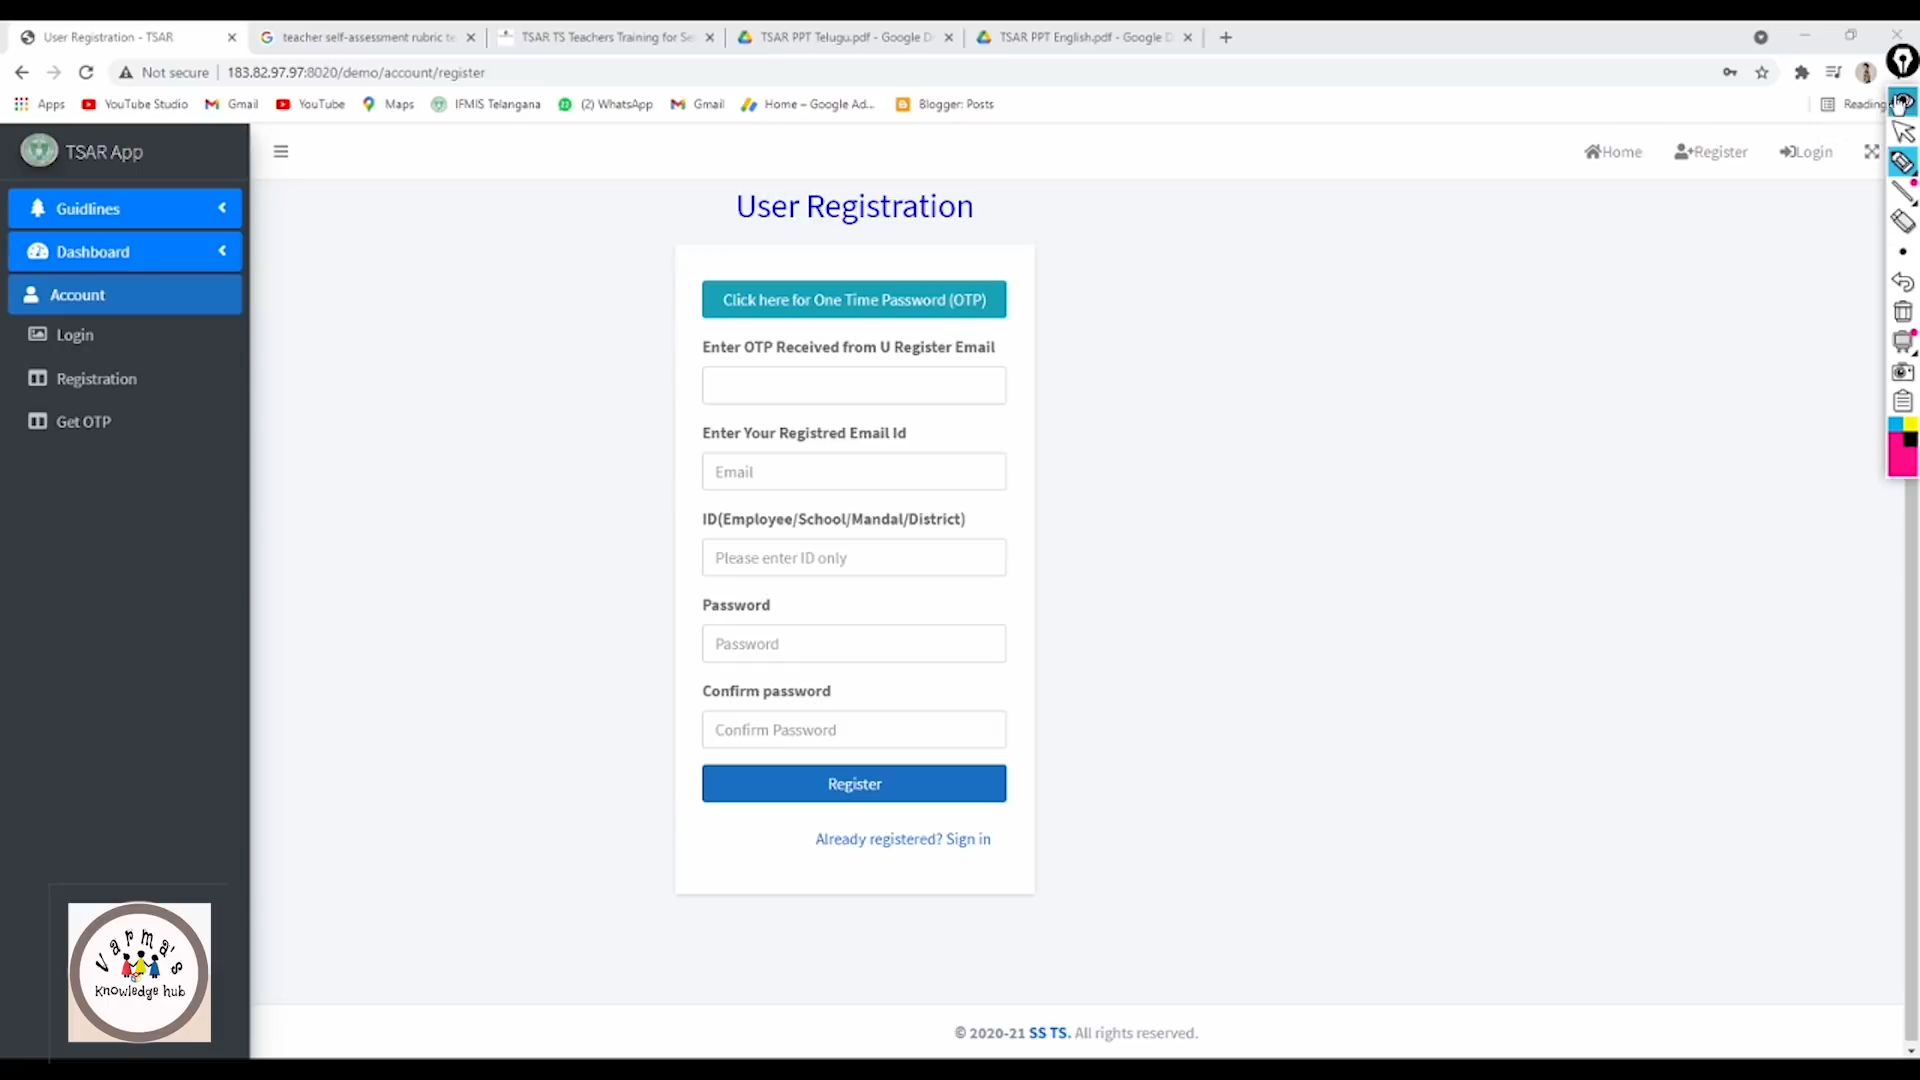 User Registration - TSAR
teacher self-assessment rubric te
TSAR TS Teachers Training for Se
TSAR PPT Telugu.pdf - Google D
TSAR PPT English.pdf - Google D
Not secure
183.82.97.97:8020/demo/account/register
Apps
YouTube Studio
Gmail
YouTube
Maps
IFMIS Telangana
(2) WhatsApp
Gmail
Home – Google Ad...
Blogger: Posts
Reading
TSAR App
Home
Register
Login
Guidlines
Dashboard
Account
Login
Registration
Get OTP
User Registration
Click here for One Time Password (OTP)
Enter OTP Received from U Register Email
Enter Your Registred Email Id
Email
ID(Employee/School/Mandal/District)
Please enter ID only
Password
Password
Confirm password
Confirm Password
Register
Already registered? Sign in
Varma's
Knowledge hub
© 2020-21 SS TS. All rights reserved.